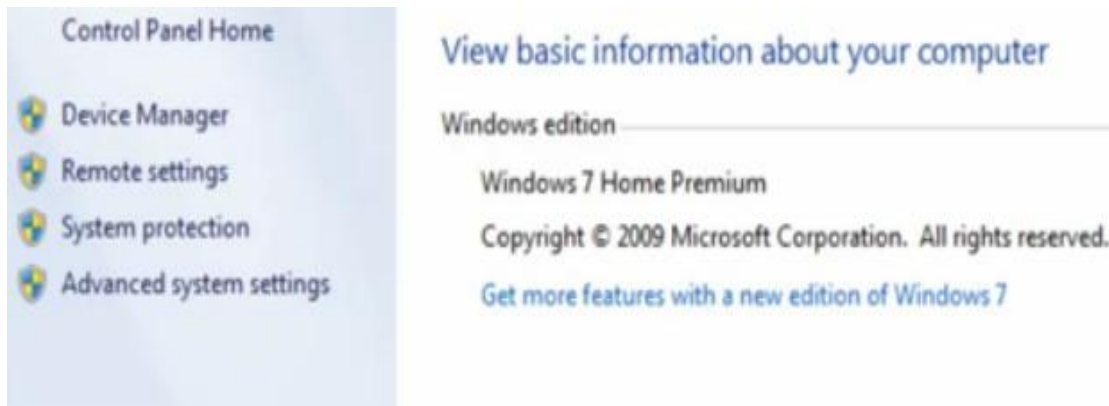 Control Panel Home
Device Manager
Remote settings
System protection
Advanced system settings
View basic information about your computer
Windows edition
Windows 7 Home Premium
Copyright © 2009 Microsoft Corporation. All rights reserved.
Get more features with a new edition of Windows 7